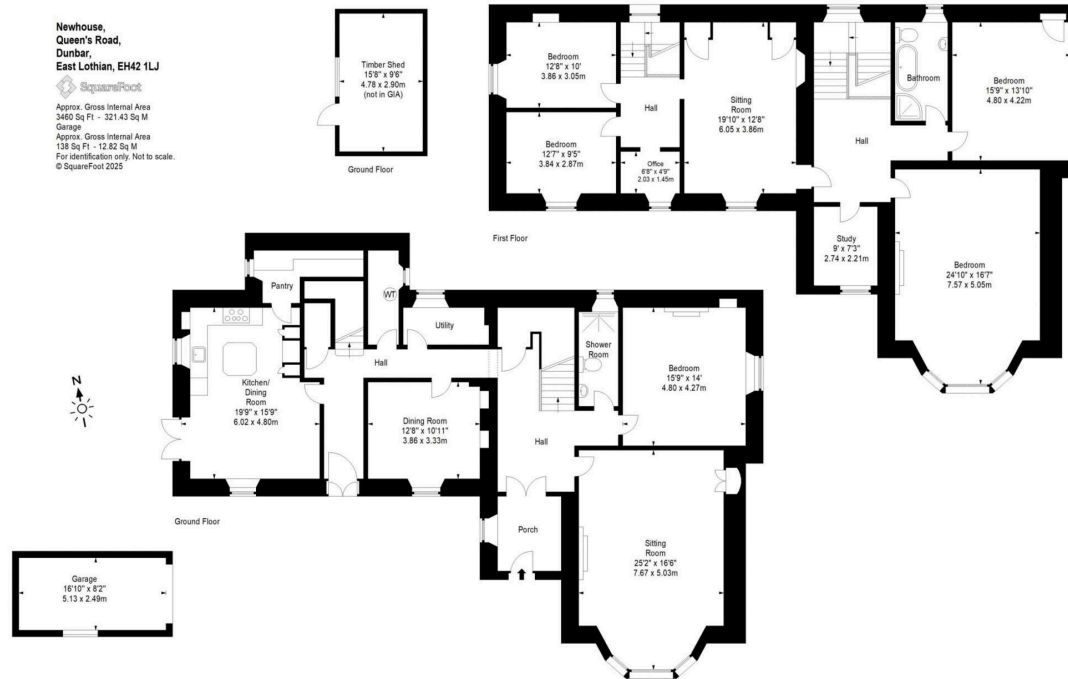 Newhouse,
Queen's Road,
Dunbar,
East Lothian, EH42 1LJ
SquareFoot
Approx. Gross Internal Area
3460 Sq Ft - 321.43 Sq M
Garage
Approx. Gross Internal Area
138 Sq Ft - 12.82 Sq M
For identification only. Not to scale.
© SquareFoot 2025
Timber Shed
15'8" x 9'6"
4.78 x 2.90m
(not in GIA)
Ground Floor
Bedroom
12'8" x 10'
3.86 x 3.05m
Hall
Bedroom
12'7" x 9'5"
3.84 x 2.87m
Office
6'8" x 4'9"
2.03 x 1.45m
Sitting
Room
19'10" x 12'8"
6.05 x 3.86m
Hall
Bathroom
Bedroom
15'9" x 13'10"
4.80 x 4.22m
Study
9' x 7'3"
2.74 x 2.21m
Bedroom
24'10" x 16'7"
7.57 x 5.05m
First Floor
Pantry
WT
Utility
Kitchen/
Dining
Room
19'9" x 15'9"
6.02 x 4.80m
Hall
Dining Room
12'8" x 10'11"
3.86 x 3.33m
Hall
Shower
Room
Bedroom
15'9" x 14'
4.80 x 4.27m
Porch
Sitting
Room
25'2" x 16'6"
7.67 x 5.03m
N
Ground Floor
Garage
16'10" x 8'2"
5.13 x 2.49m